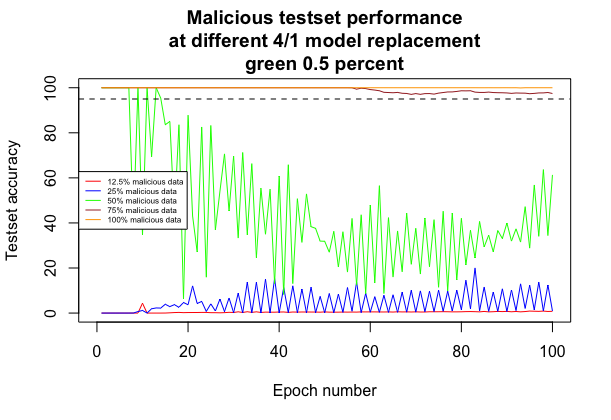 Malicious testset performance
at different 4/1 model replacement
green 0.5 percent
Testset accuracy
100
80
60
40
20
0
12.5% malicious data
25% malicious data
50% malicious data
75% malicious data
100% malicious data
0 20 40 60 80 100
Epoch number